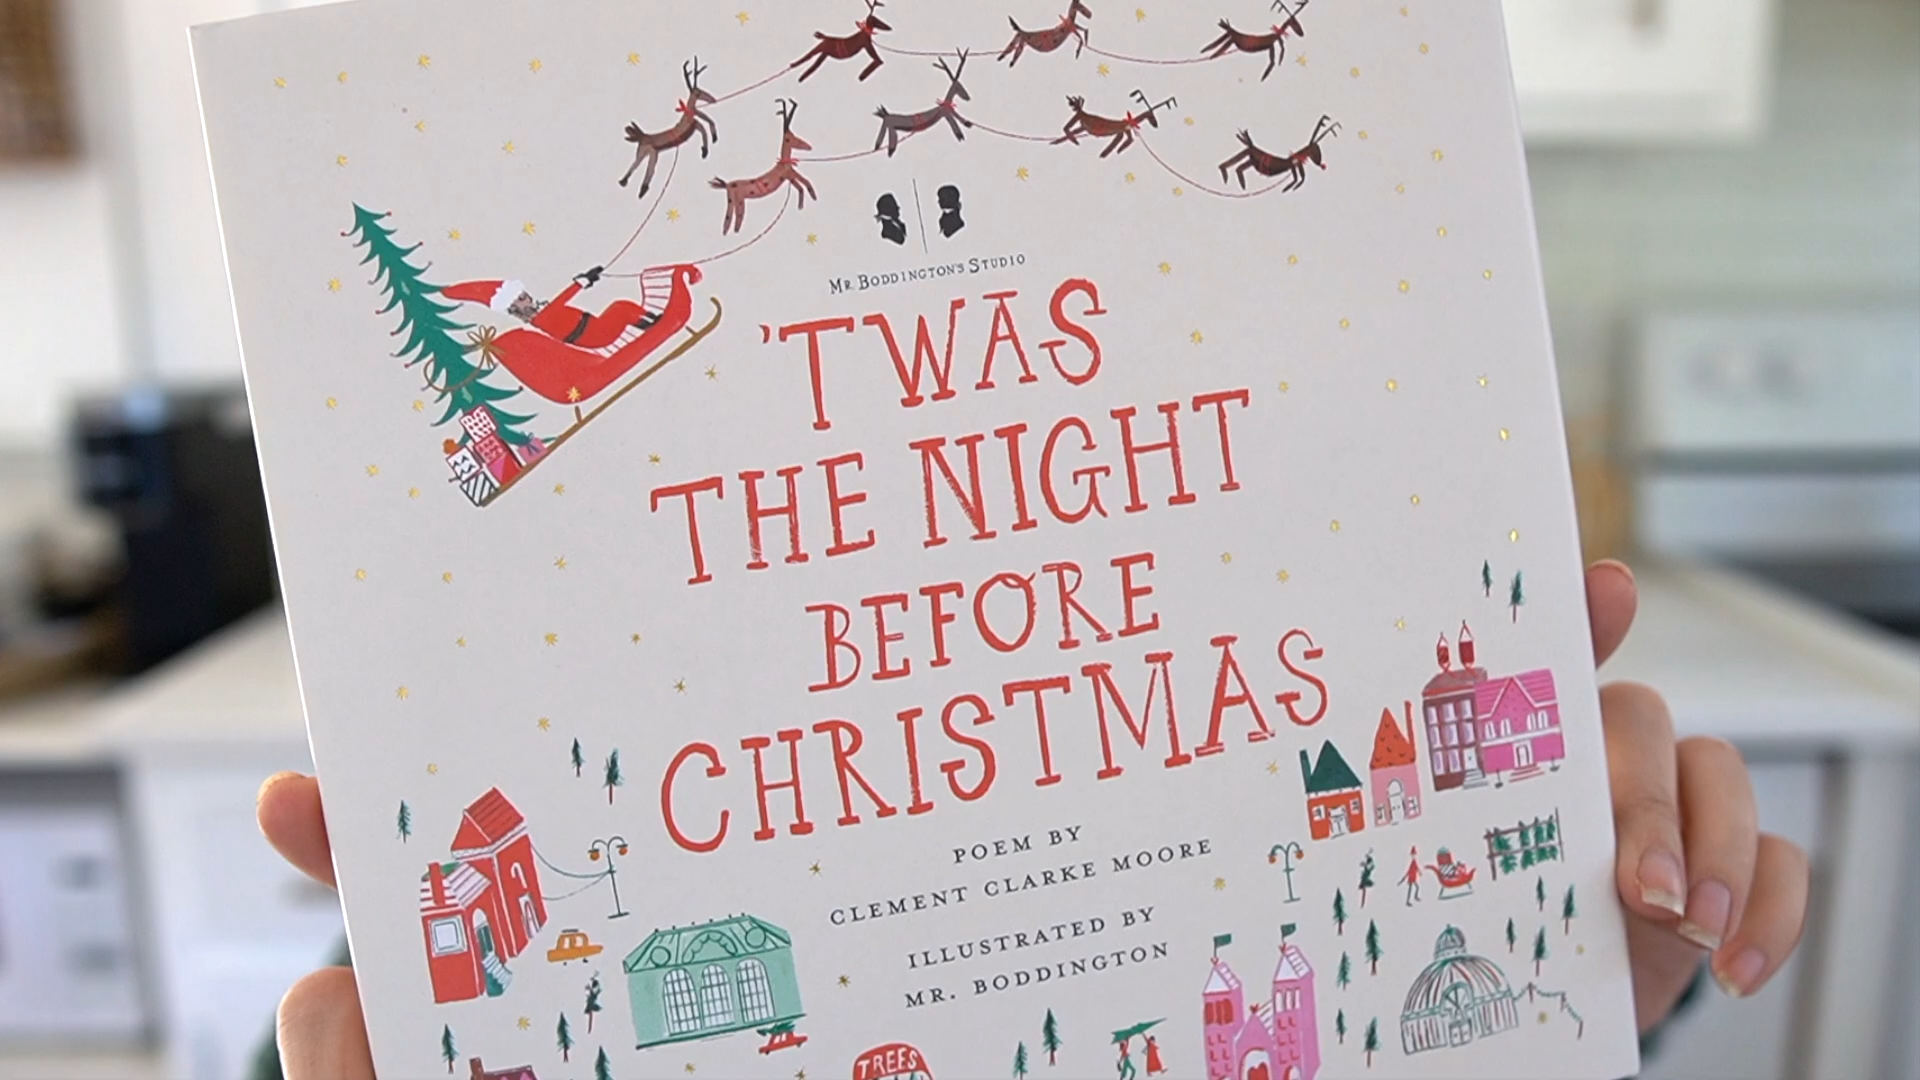 MR. BODDINGTON'S STUDIO
'TWAS
THE NIGHT
BEFORE
CHRISTMAS
POEM BY
CLEMENT CLARKE MOORE
ILLUSTRATED BY
MR. BODDINGTON
TREES